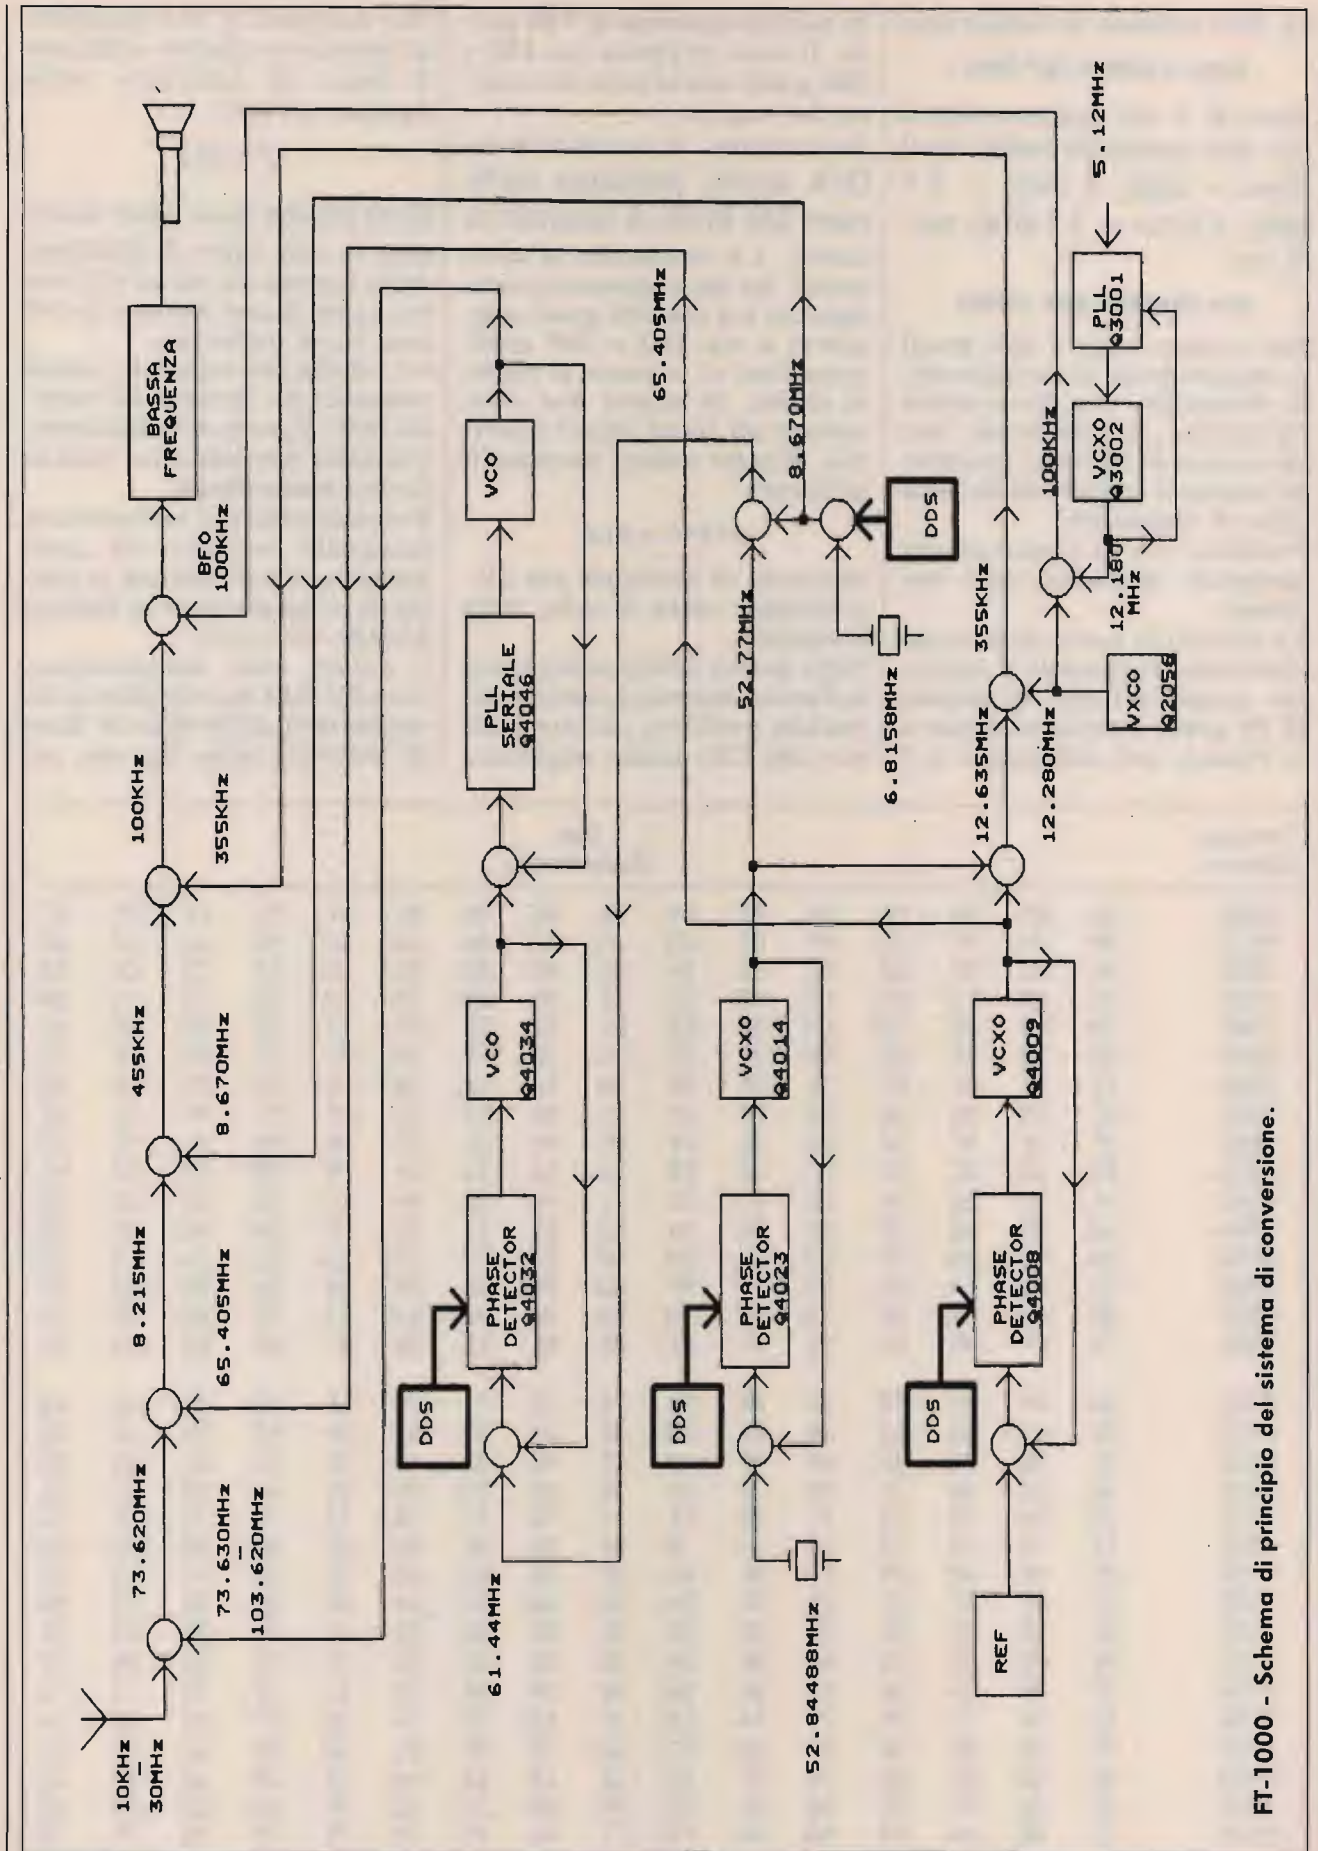 10KHz
–
30MHz
73.620MHz
73.630MHz
–
103.620MHz
8.215MHz
65.405MHz
455KHz
8.670MHz
100KHz
355KHz
BFO
100KHz
BASSA
FREQUENZA
61.44MHz
DDS
PHASE
DETECTOR
Q4032
VCO
Q4034
PLL
SERIALE
Q4046
VCO
65.405MHz
52.84488MHz
DDS
PHASE
DETECTOR
Q4023
VCXO
Q4014
52.77MHz
8.670MHz
6.8158MHz
DDS
REF
DDS
PHASE
DETECTOR
Q4008
VCXO
Q4009
12.635MHz
355KHz
12.280MHz
VXCO
Q2056
100KHz
12.180
MHz
VCXO
Q3002
PLL
Q3001
5.12MHz
FT-1000 - Schema di principio del sistema di conversione.